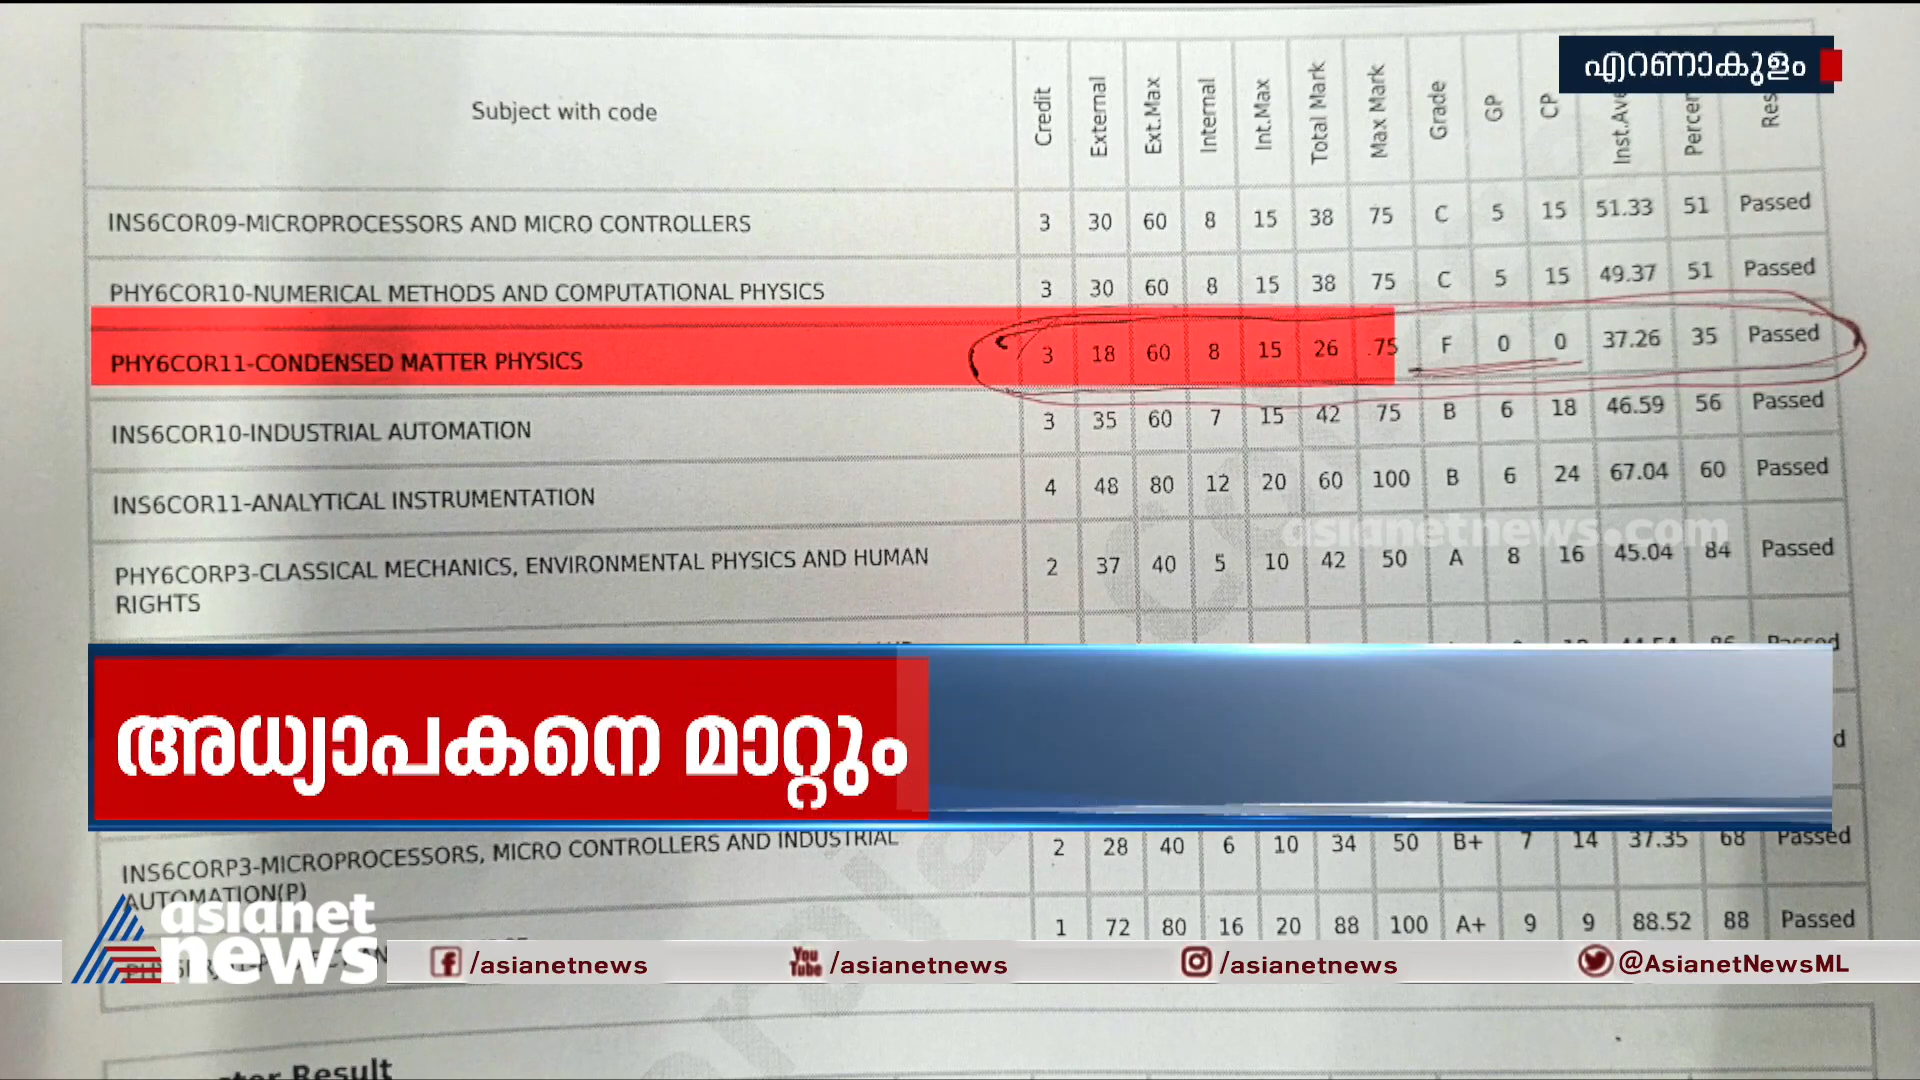 എറണാകുളം
Subject with code Credit External Ext.Max Internal Int.Max Total Mark Max Mark Grade GP CP
INS6COR09-MICROPROCESSORS AND MICRO CONTROLLERS 3 30 60 8 15 38 75 C 5 15 51.33 51 Passed
PHY6COR10-NUMERICAL METHODS AND COMPUTATIONAL PHYSICS 3 30 60 8 15 38 75 C 5 15 49.37 51 Passed
PHY6COR11-CONDENSED MATTER PHYSICS 3 18 60 8 15 26 75 F 0 0 37.26 35 Passed
INS6COR10-INDUSTRIAL AUTOMATION 3 35 60 7 15 42 75 B 6 18 46.59 56 Passed
INS6COR11-ANALYTICAL INSTRUMENTATION 4 48 80 12 20 60 100 B 6 24 67.04 60 Passed
asianetnews.com
PHY6CORP3-CLASSICAL MECHANICS, ENVIRONMENTAL PHYSICS AND HUMAN 2 37 40 5 10 42 50 A 8 16 45.04 84 Passed
RIGHTS
അധ്യാപകനെ മാറ്റും
INS6CORP3-MICROPROCESSORS, MICRO CONTROLLERS AND INDUSTRIAL 2 28 40 6 10 34 50 B+ 7 14 37.35 68 Passed
AUTOMATION(P)
1 72 80 16 20 88 100 A+ 9 9 88.52 88 Passed
asianet
news
/asianetnews You Tube /asianetnews /asianetnews @AsianetNewsML
Result